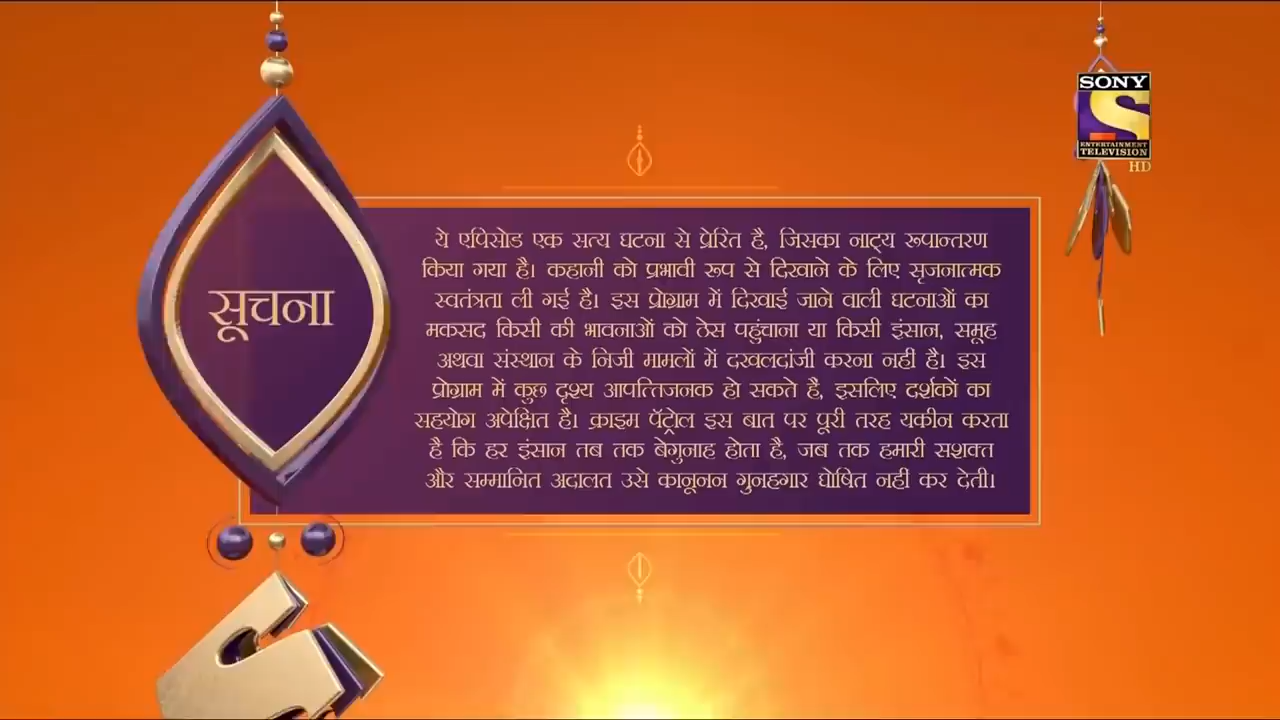 सूचना
ये एपिसोड एक सत्य घटना से प्रेरित है, जिसका नाट्य रूपान्तरण
किया गया है। कहानी को प्रभावी रूप से दिखाने के लिए सृजनात्मक
स्वतंत्रता ली गई है। इस प्रोग्राम में दिखाई जाने वाली घटनाओं का
मकसद किसी की भावनाओं को ठेस पहुंचाना या किसी इंसान, समूह
अथवा संस्थान के निजी मामलों में दखलदांजी करना नहीं है। इस
प्रोग्राम में कुछ दृश्य आपत्तिजनक हो सकते है, इसलिए दर्शकों का
सहयोग अपेक्षित है। क्राइम पॅट्रोल इस बात पर पूरी तरह यकीन करता
है कि हर इंसान तब तक बेगुनाह होता है, जब तक हमारी सशक्त
और सम्मानित अदालत उसे कानूनन गुनहगार घोषित नहीं कर देती।
SONY
ENTERTAINMENT
TELEVISION
HD